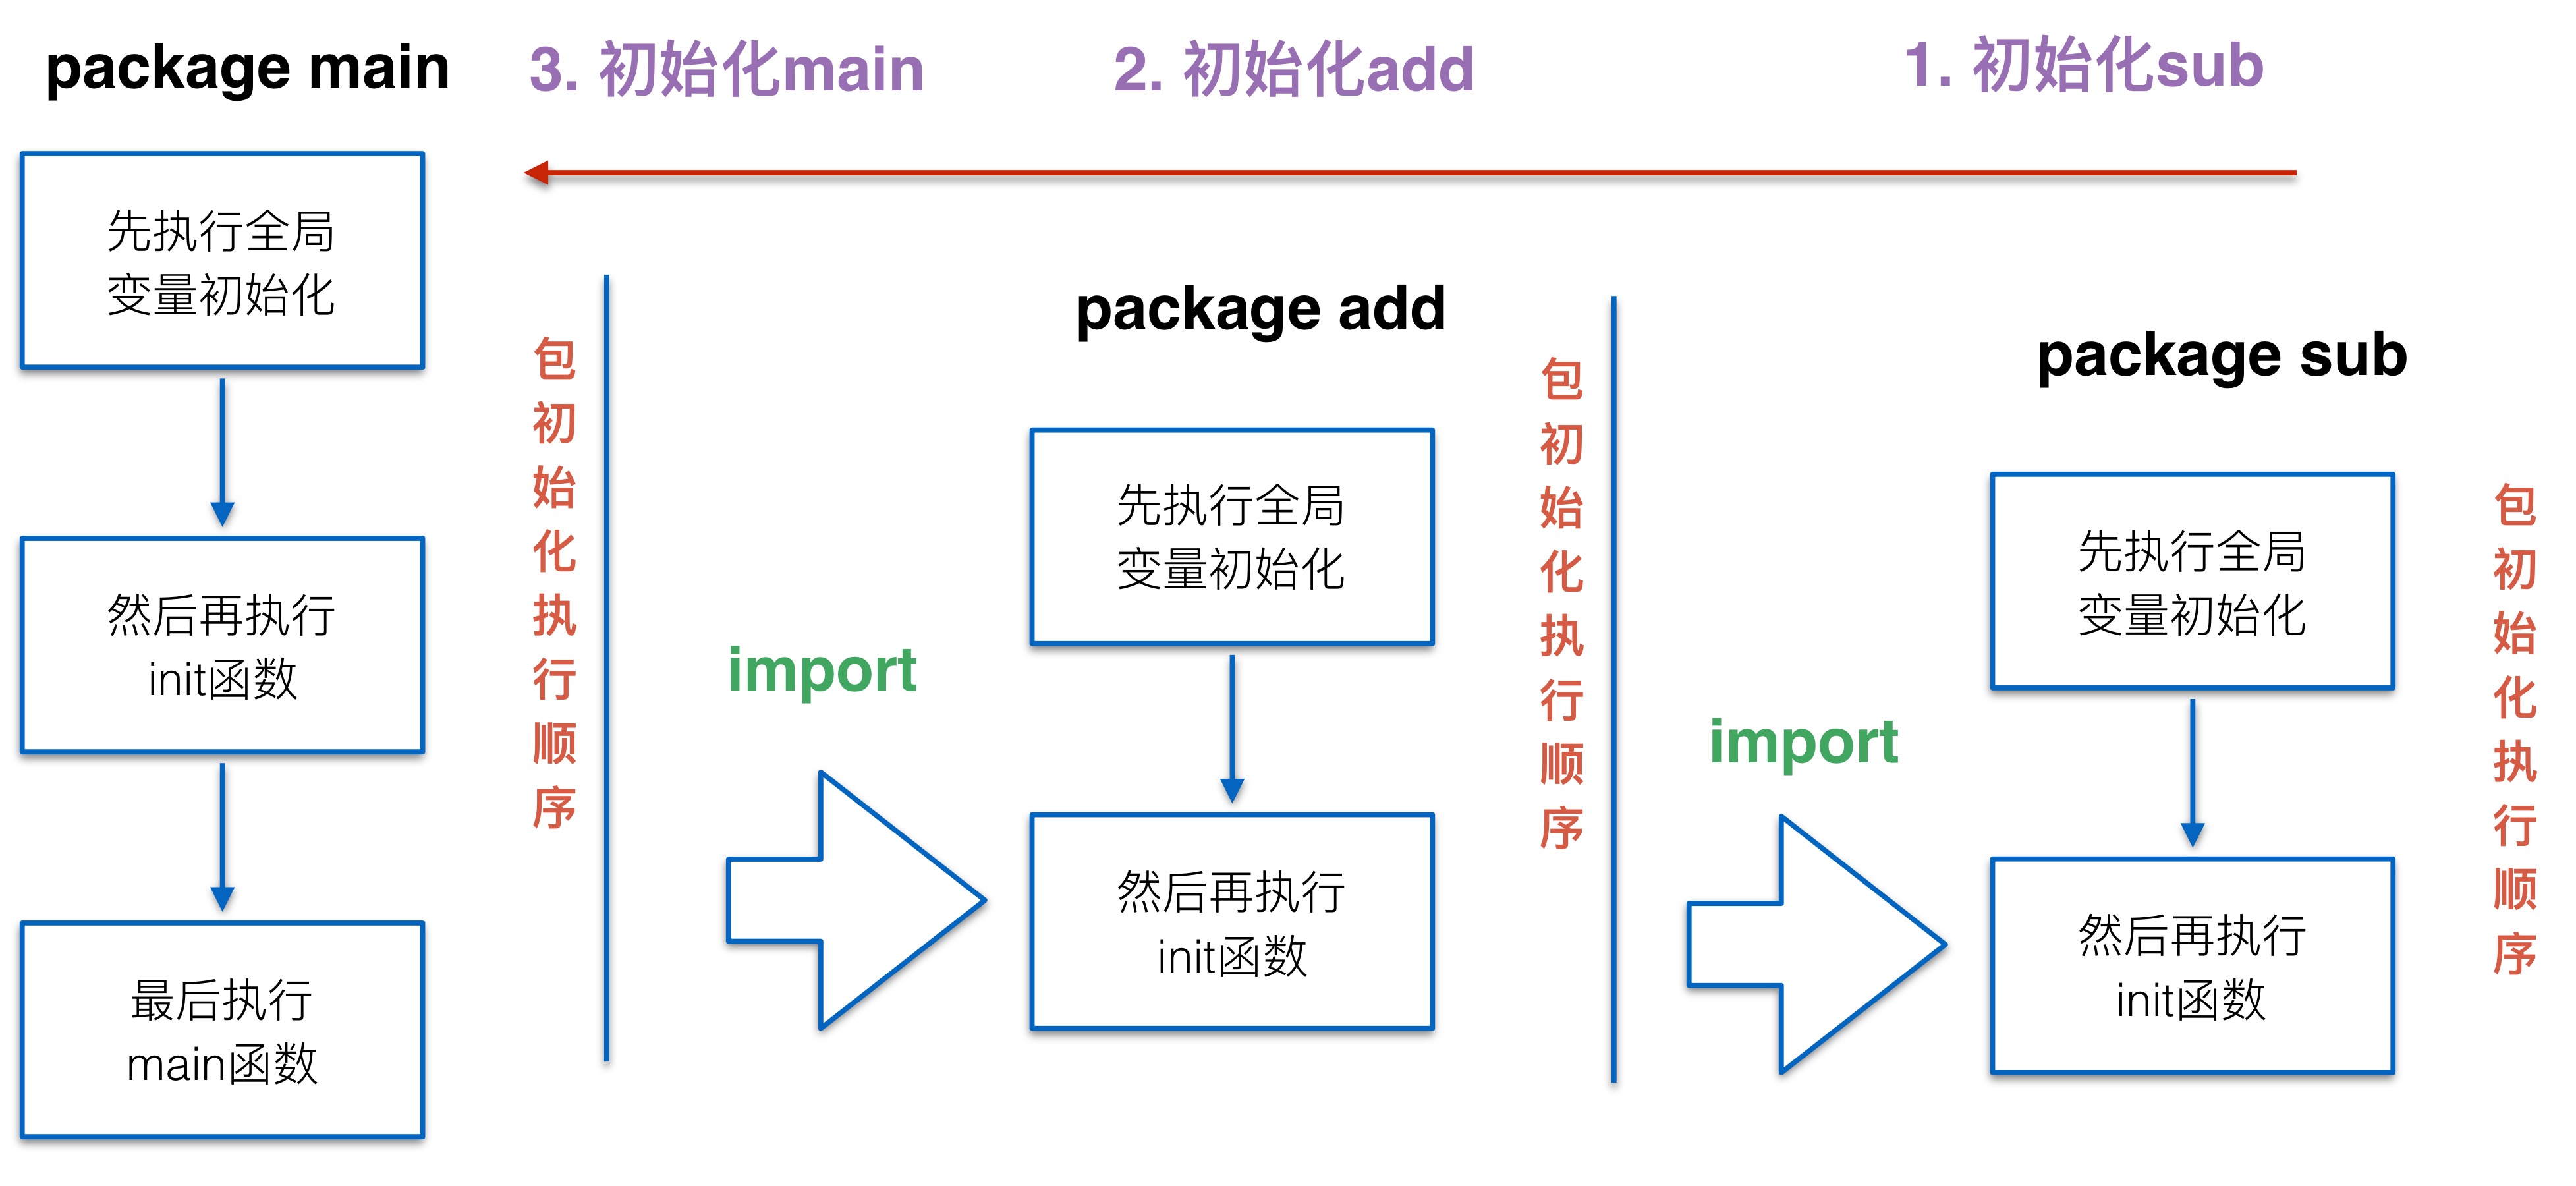 package main
3. 初始化main
2. 初始化add
1. 初始化sub
先执行全局
变量初始化
然后再执行
init函数
最后执行
main函数
包初始化执行顺序
import
package add
先执行全局
变量初始化
然后再执行
init函数
包初始化执行顺序
import
package sub
先执行全局
变量初始化
然后再执行
init函数
包初始化执行顺序